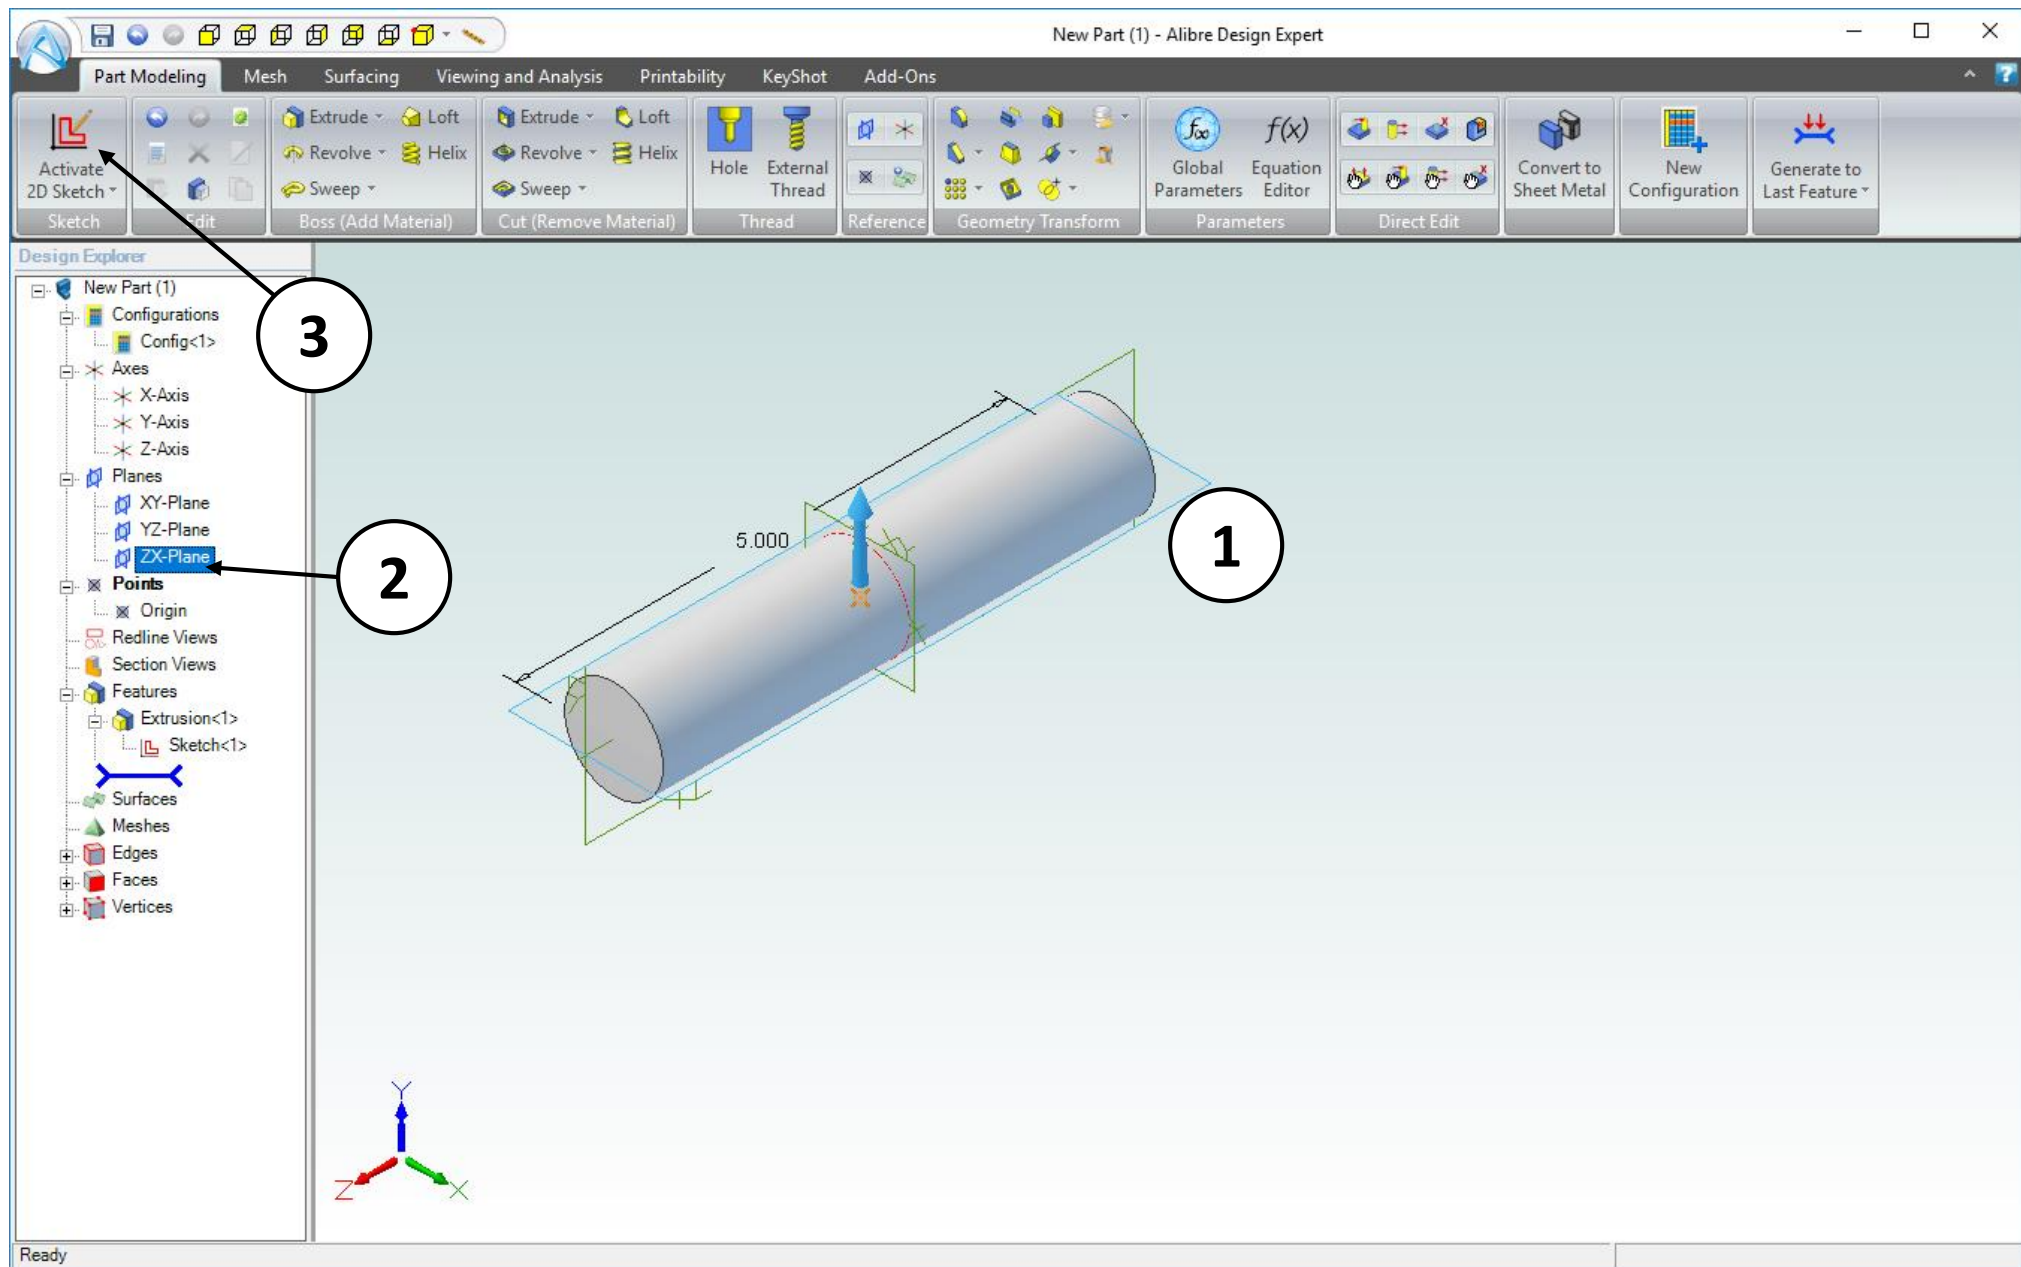 New Part (1) - Alibre Design Expert
Part Modeling Mesh Surfacing Viewing and Analysis Printability KeyShot Add-Ons
Activate
2D Sketch
Sketch
Edit
Extrude Loft
Revolve Helix
Sweep
Boss (Add Material)
Extrude Loft
Revolve Helix
Sweep
Cut (Remove Material)
Hole
External
Thread
Thread
Reference
Geometry Transform
Global
Parameters
f(x)
Equation
Editor
Parameters
Direct Edit
Convert to
Sheet Metal
New
Configuration
Generate to
Last Feature
Design Explorer
New Part (1)
Configurations
Config<1>
Axes
X-Axis
Y-Axis
Z-Axis
Planes
XY-Plane
YZ-Plane
ZX-Plane
Points
Origin
Redline Views
Section Views
Features
Extrusion<1>
Sketch<1>
Surfaces
Meshes
Edges
Faces
Vertices
3
2
1
5.000
Y
Z
X
Ready